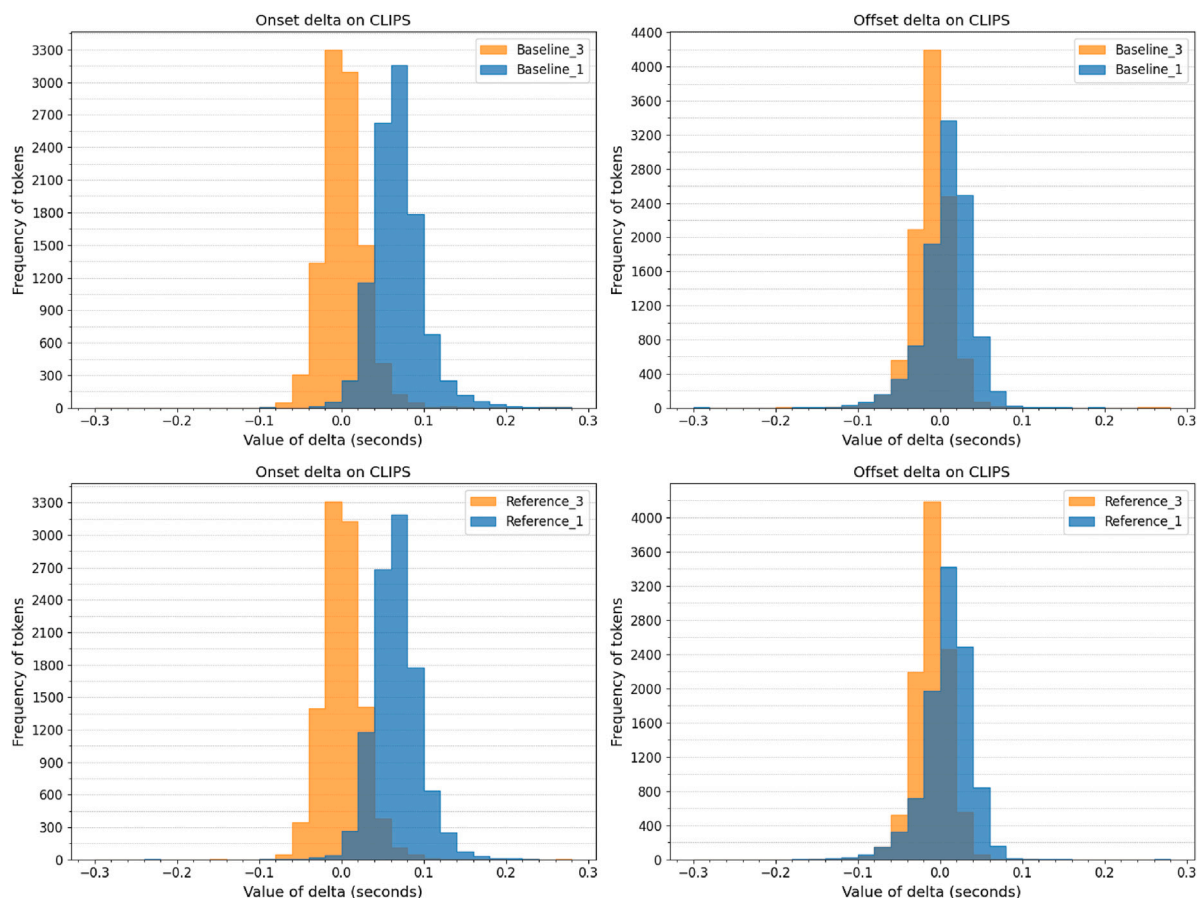 Onset delta on CLIPS
3300
3000
2700
2400
2100
1800
1500
1200
900
600
300
0
Frequency of tokens
Baseline_3
Baseline_1
−0.3 −0.2 −0.1 0.0 0.1 0.2 0.3
Value of delta (seconds)
Offset delta on CLIPS
4400
4000
3600
3200
2800
2400
2000
1600
1200
800
400
0
Frequency of tokens
Baseline_3
Baseline_1
−0.3 −0.2 −0.1 0.0 0.1 0.2 0.3
Value of delta (seconds)
Onset delta on CLIPS
3300
3000
2700
2400
2100
1800
1500
1200
900
600
300
0
Frequency of tokens
Reference_3
Reference_1
−0.3 −0.2 −0.1 0.0 0.1 0.2 0.3
Value of delta (seconds)
Offset delta on CLIPS
4000
3600
3200
2800
2400
2000
1600
1200
800
400
0
Frequency of tokens
Reference_3
Reference_1
−0.3 −0.2 −0.1 0.0 0.1 0.2 0.3
Value of delta (seconds)